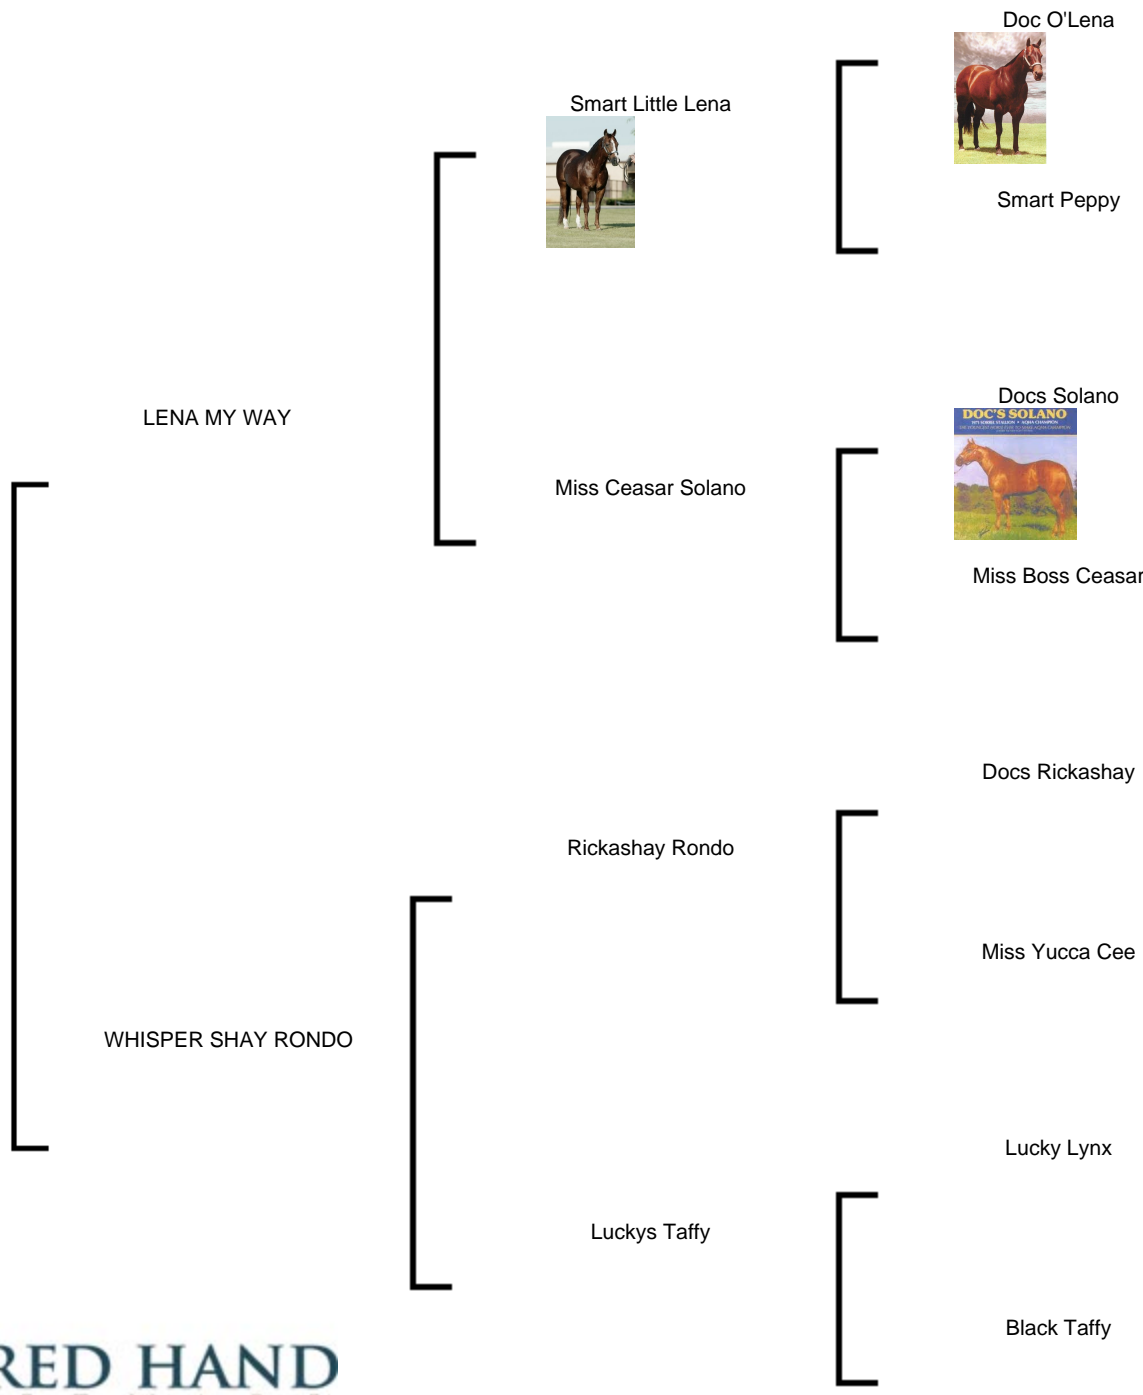 Doc O'Lena
Smart Little Lena
Smart Peppy
Docs Solano
DOC'S SOLANO
LENA MY WAY
Miss Ceasar Solano
Miss Boss Ceasar
Docs Rickashay
Rickashay Rondo
Miss Yucca Cee
WHISPER SHAY RONDO
Lucky Lynx
Luckys Taffy
Black Taffy
RED HAND